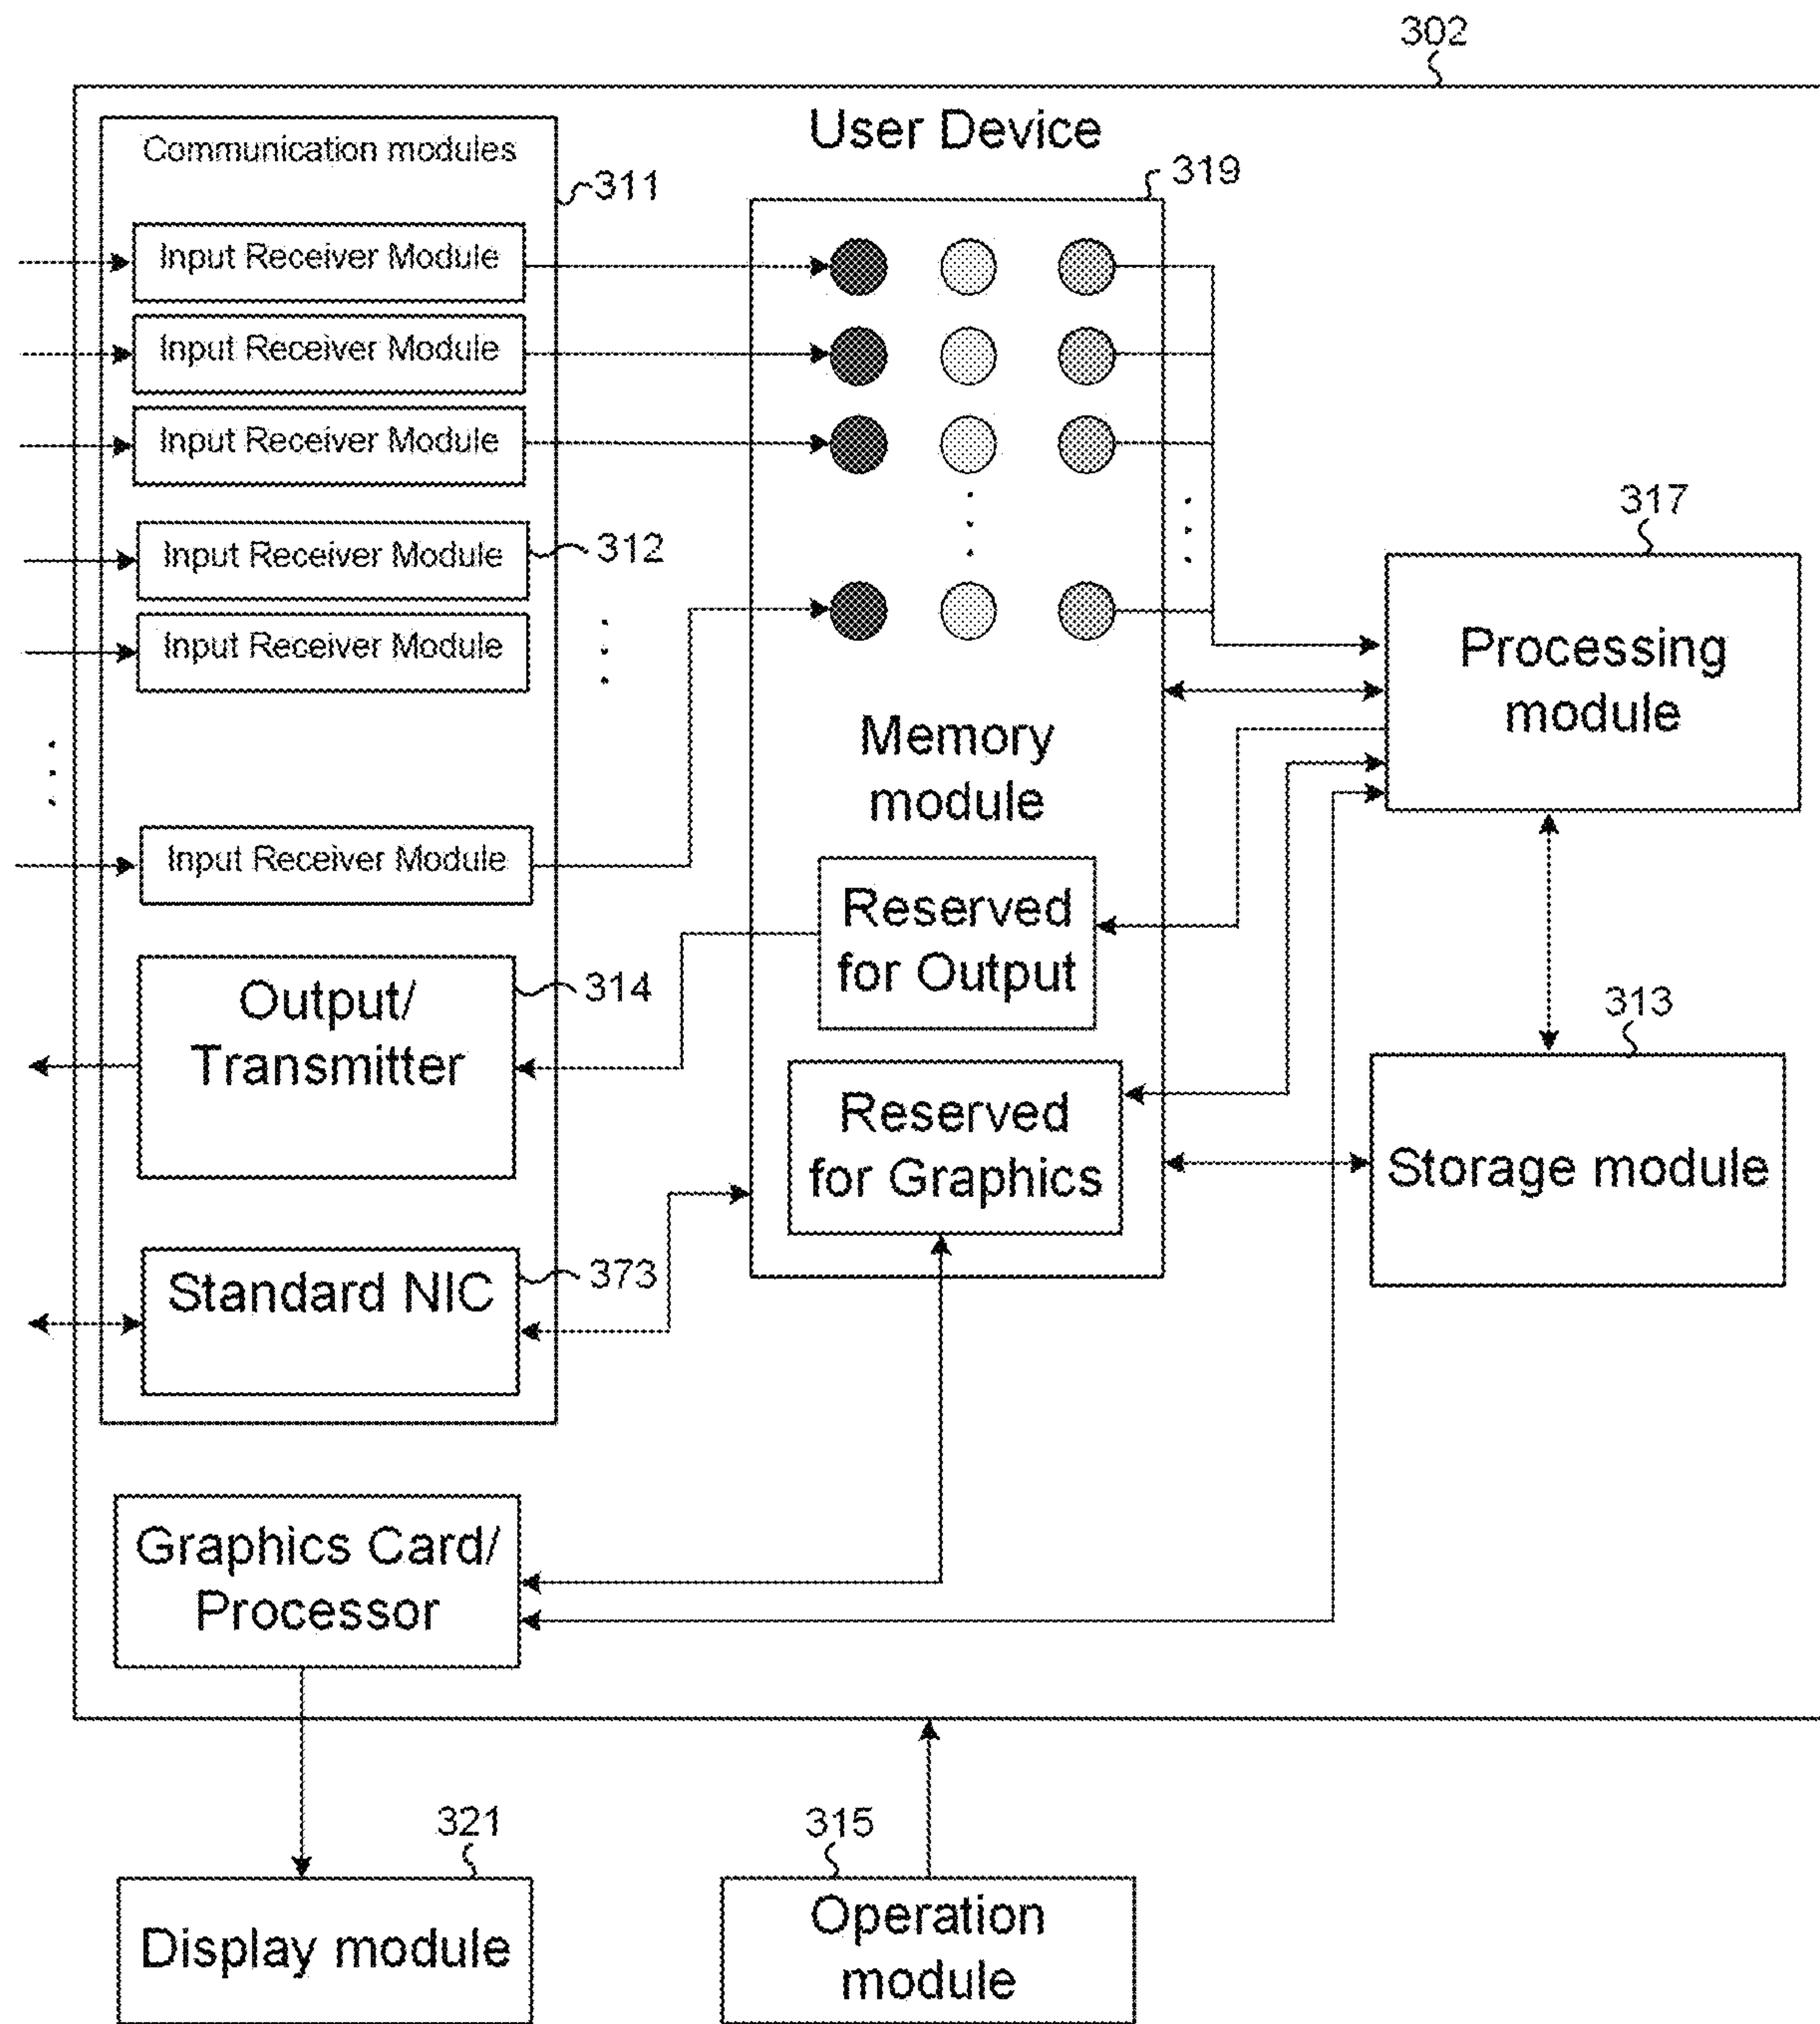 302
User Device
Communication modules
311
319
Input Receiver Module
Input Receiver Module
Input Receiver Module
Input Receiver Module
312
Input Receiver Module
Input Receiver Module
317
Processing
module
Memory
module
Reserved
for Output
Output/
Transmitter
314
313
Storage module
Reserved
for Graphics
Standard NIC
373
Graphics Card/
Processor
321
Display module
315
Operation
module